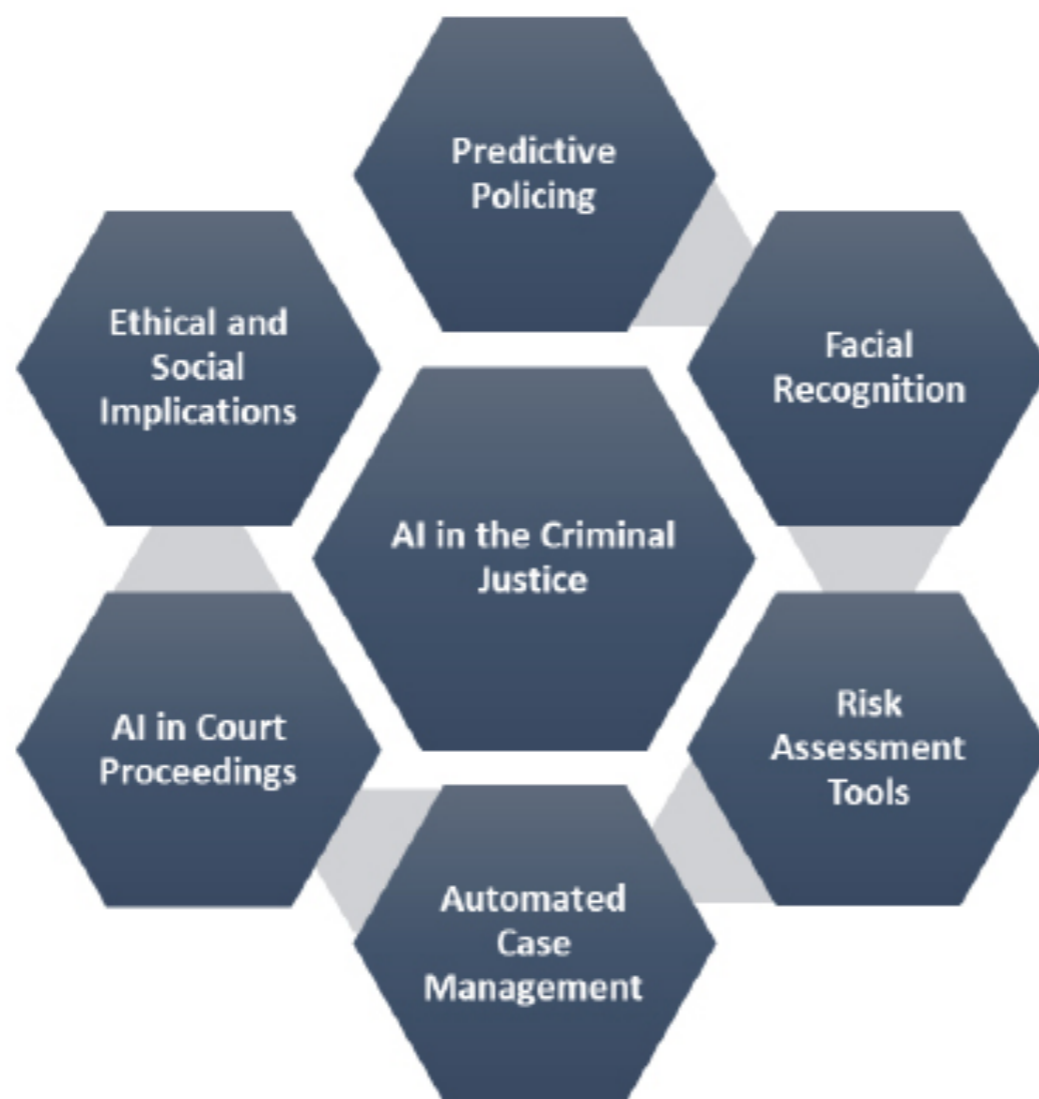 Predictive
Policing
Facial
Recognition
Risk
Assessment
Tools
Automated
Case
Management
AI in Court
Proceedings
Ethical and
Social
Implications
AI in the Criminal
Justice